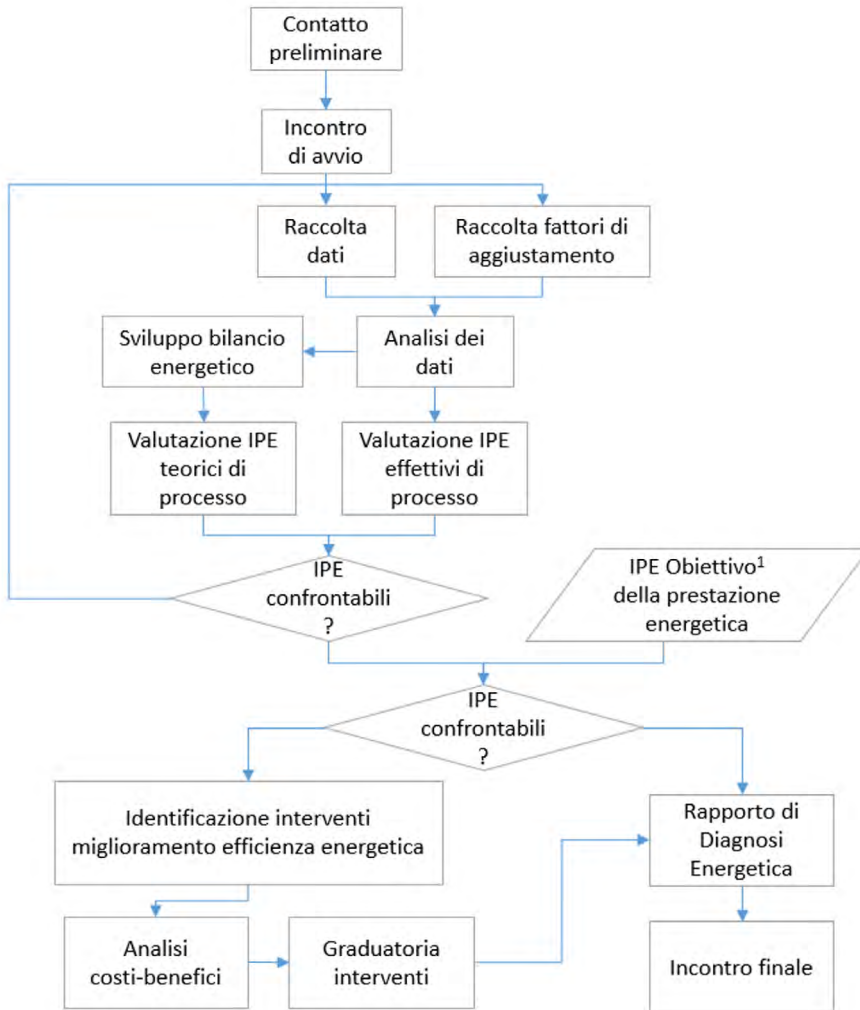 Contatto
preliminare
Incontro
di avvio
Raccolta
dati
Raccolta fattori di
aggiustamento
Sviluppo bilancio
energetico
Analisi dei
dati
Valutazione IPE
teorici di
processo
Valutazione IPE
effettivi di
processo
IPE
confrontabili
?
IPE Obiettivo¹
della prestazione
energetica
IPE
confrontabili
?
Identificazione interventi
miglioramento efficienza energetica
Rapporto di
Diagnosi
Energetica
Analisi
costi-benefici
Graduatoria
interventi
Incontro finale